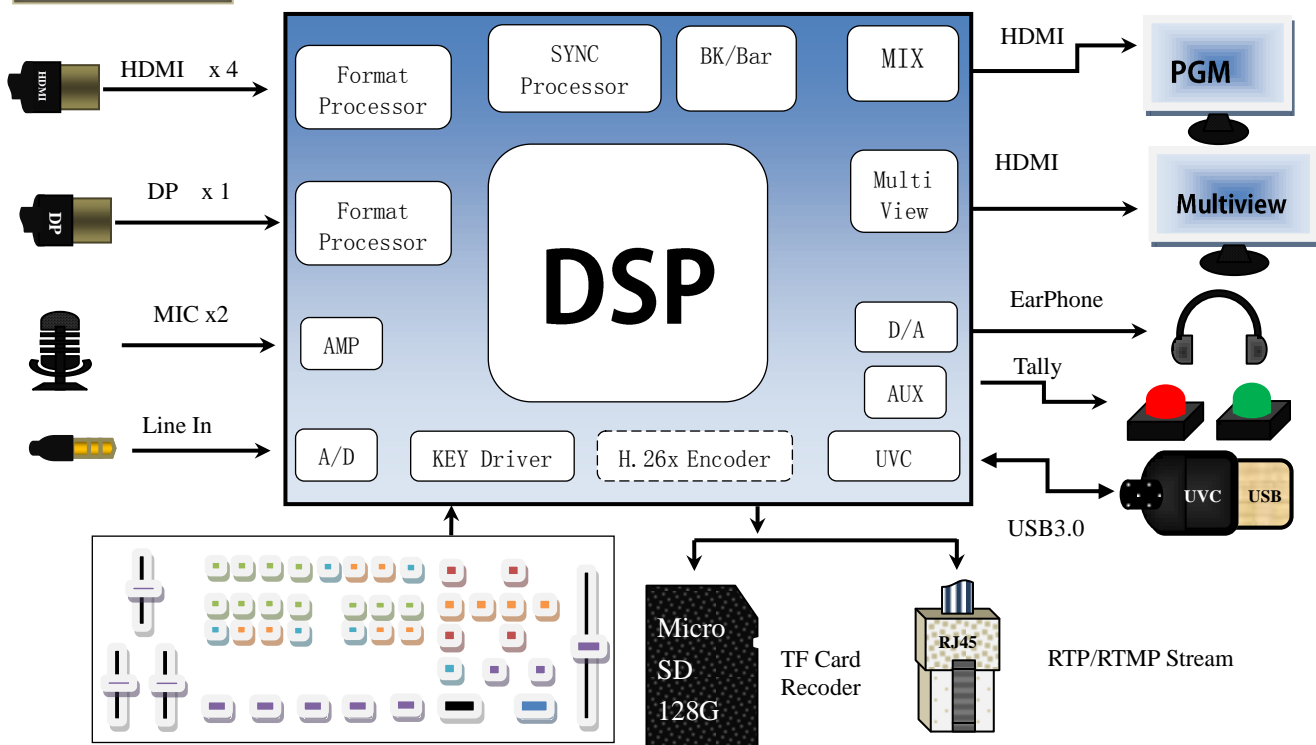 HDMI x 4
HDMI
DP x 1
DP
MIC x2
Line In
Format
Processor
SYNC
Processor
BK/Bar
MIX
Format
Processor
DSP
Multi
View
AMP
D/A
AUX
A/D
KEY Driver
H.26x Encoder
UVC
HDMI
PGM
HDMI
Multiview
EarPhone
Tally
UVC
USB
USB3.0
Micro
SD
128G
TF Card
Recoder
RJ45
RTP/RTMP Stream